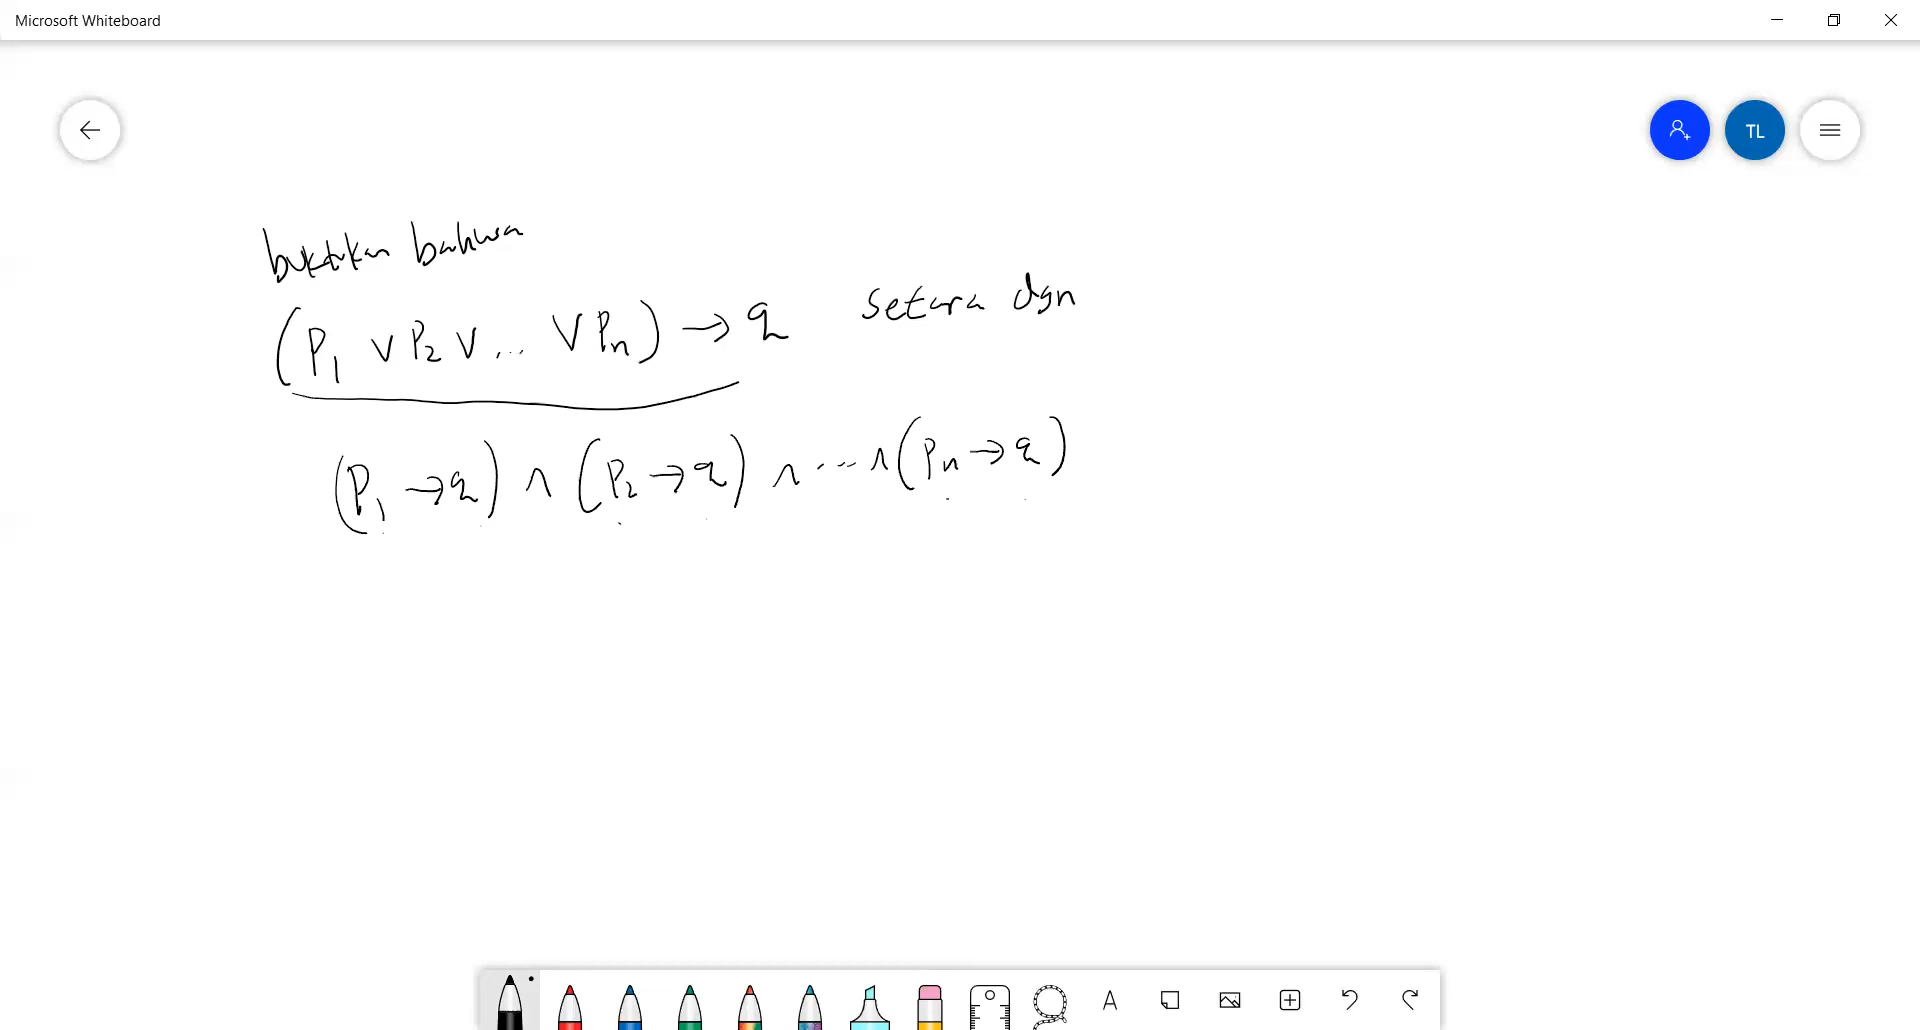 Microsoft Whiteboard
TL
buktikan bahwa
(P₁ ∨ P₂ ∨ ... ∨ Pₙ) → q setara dgn
(P₁ → q) ∧ (P₂ → q) ∧ ... ∧ (Pₙ → q)
A